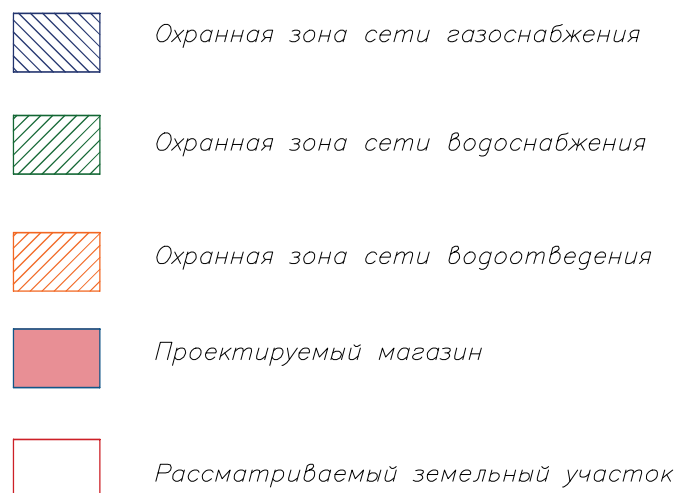 Охранная зона сети газоснабжения
Охранная зона сети водоснабжения
Охранная зона сети водоотведения
Проектируемый магазин
Рассматриваемый земельный участок